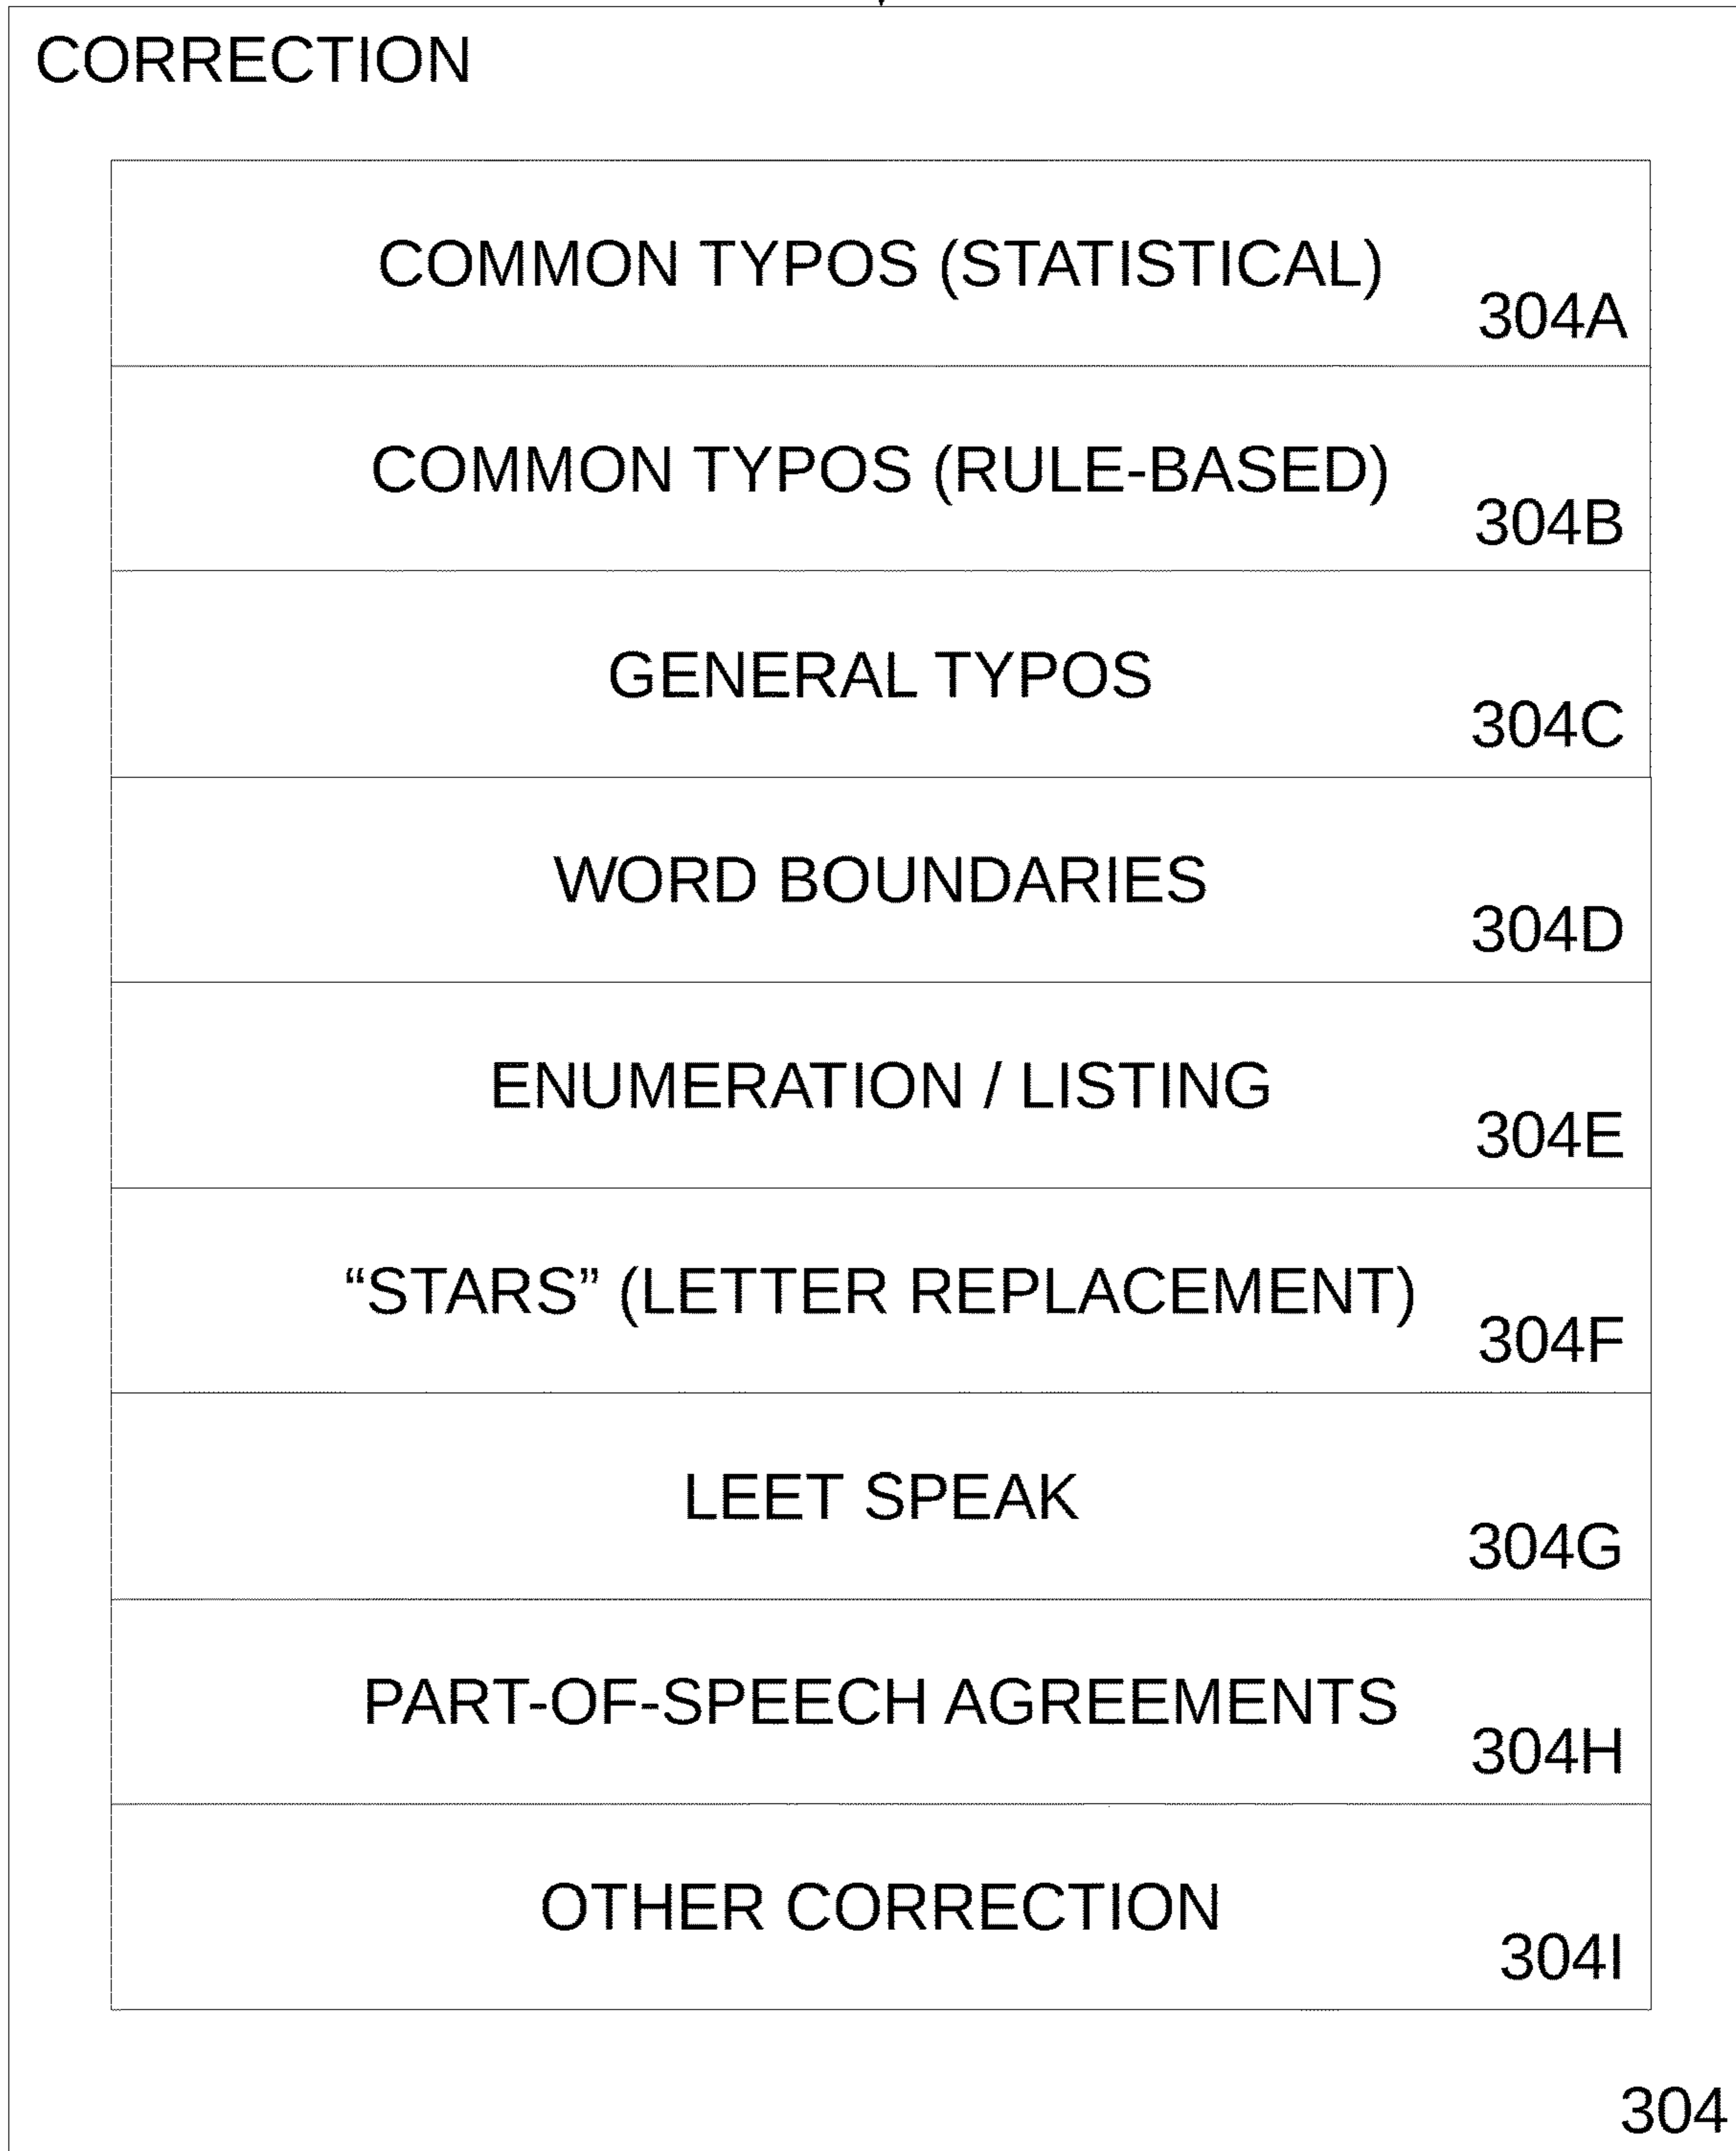 CORRECTION
COMMON TYPOS (STATISTICAL)
304A
COMMON TYPOS (RULE-BASED)
304B
GENERAL TYPOS
304C
WORD BOUNDARIES
304D
ENUMERATION / LISTING
304E
“STARS” (LETTER REPLACEMENT)
304F
LEET SPEAK
304G
PART-OF-SPEECH AGREEMENTS
304H
OTHER CORRECTION
304I
304